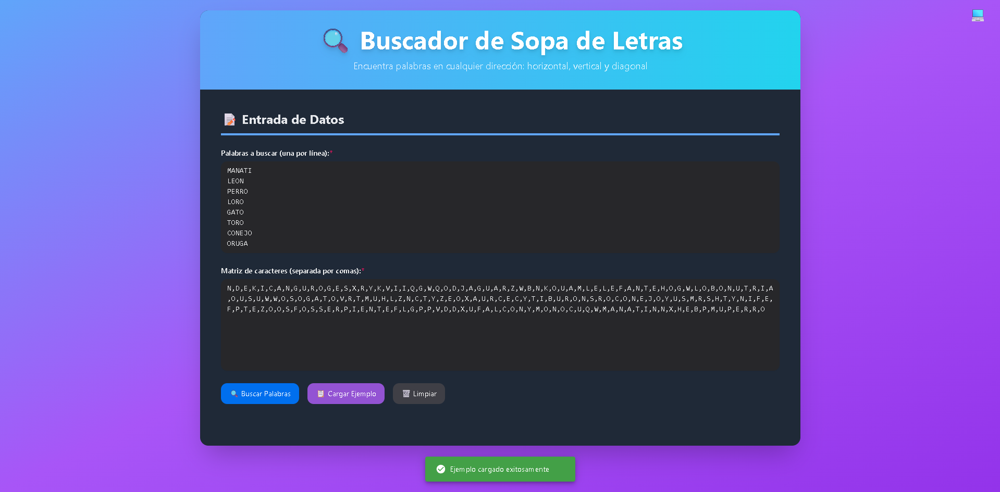 Buscador de Sopa de Letras
Encuentra palabras en cualquier dirección: horizontal, vertical y diagonal
Entrada de Datos
Palabras a buscar (una por línea):*
MANATI
LEON
PERRO
LORO
GATO
TORO
CONEJO
ORUGA
Matriz de caracteres (separada por comas):*
N,D,E,K,I,C,A,N,G,U,R,O,G,E,S,X,R,Y,K,V,I,I,Q,G,W,Q,O,D,J,A,G,U,A,R,Z,W,B,N,K,O,U,A,M,L,E,L,E,F,A,N,T,E,H,O,G,W,L,O,B,O,N,U,T,R,I,A
,O,U,S,U,W,W,O,S,O,G,A,T,O,V,R,T,M,U,H,L,Z,N,C,T,Y,Z,E,O,X,A,U,R,C,E,C,Y,T,I,B,U,R,O,N,S,R,O,C,O,N,E,J,O,Y,U,S,M,R,S,H,T,Y,N,I,F,E,
F,P,T,E,Z,O,O,S,F,O,S,S,E,R,P,I,E,N,T,E,F,L,G,P,P,V,D,D,X,U,F,A,L,C,O,N,Y,M,O,N,O,C,U,Q,W,M,A,N,A,T,I,N,N,X,H,E,B,P,M,U,P,E,R,R,O
Buscar Palabras
Cargar Ejemplo
Limpiar
Ejemplo cargado exitosamente